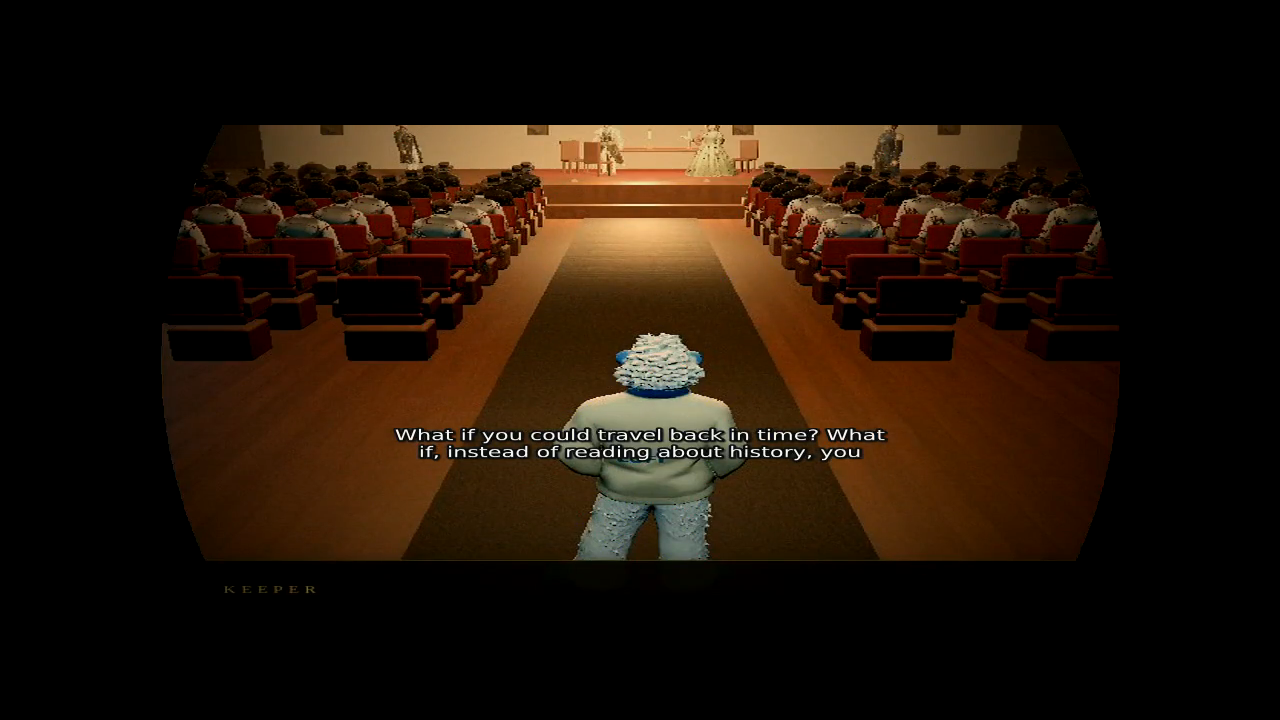 What if you could travel back in time? What
if, instead of reading about history, you
KEEPER